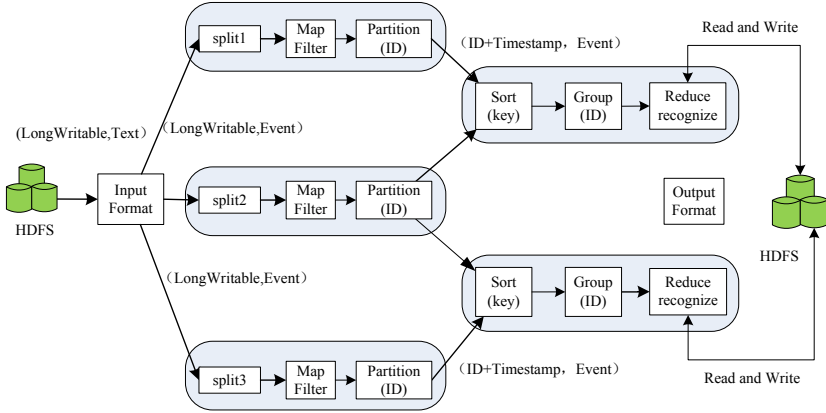 split1
Map
Filter
Partition
(ID)
(ID+Timestamp，Event)
Read and Write
Sort
(key)
Group
(ID)
Reduce
recognize
(LongWritable,Text)
（LongWritable,Event)
HDFS
Input
Format
split2
Map
Filter
Partition
(ID)
Output
Format
HDFS
（LongWritable,Event)
Sort
(key)
Group
(ID)
Reduce
recognize
split3
Map
Filter
Partition
(ID)
(ID+Timestamp，Event)
Read and Write